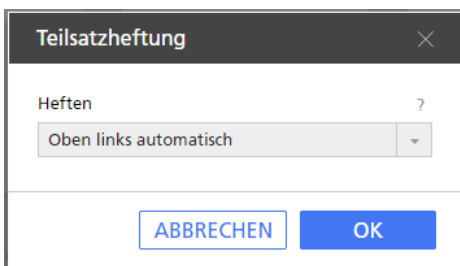 Teilsatzheftung
Heften ?
Oben links automatisch
ABBRECHEN OK